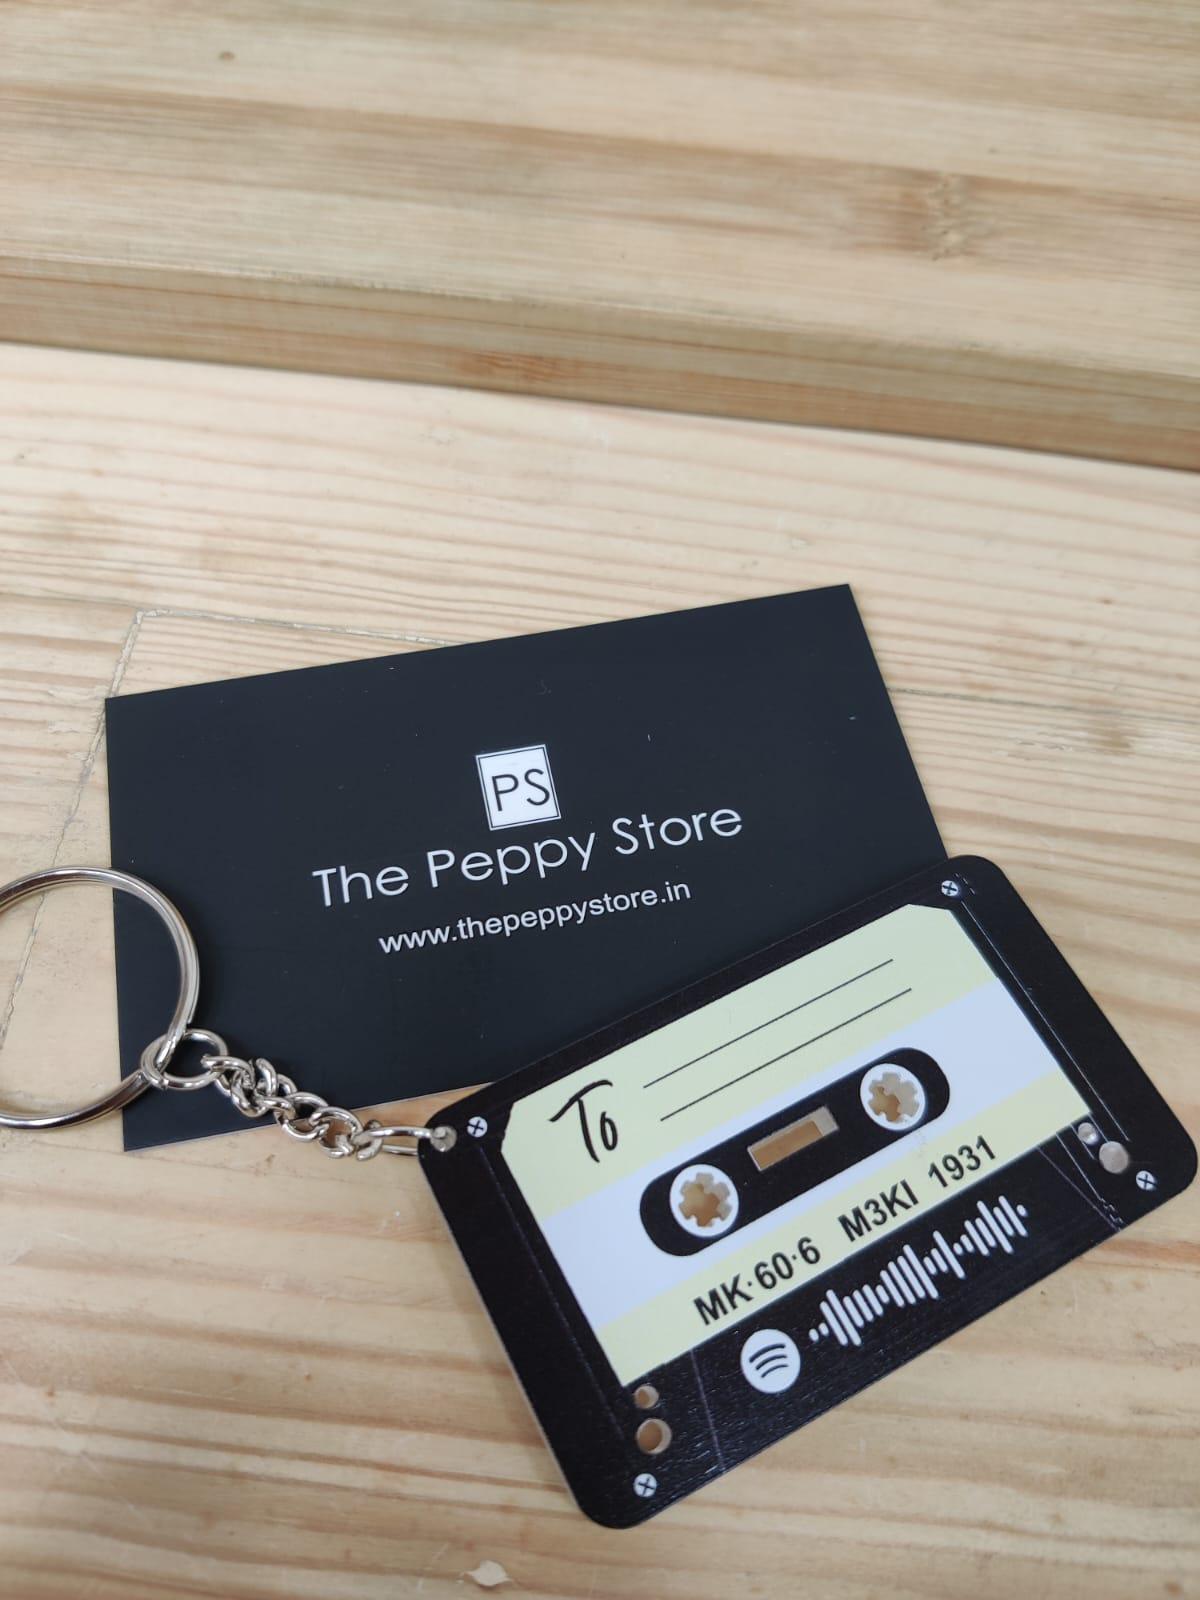 PS
The Peppy Store
www.thepeppystore.in
To
MK·60·6 M3KI 1931